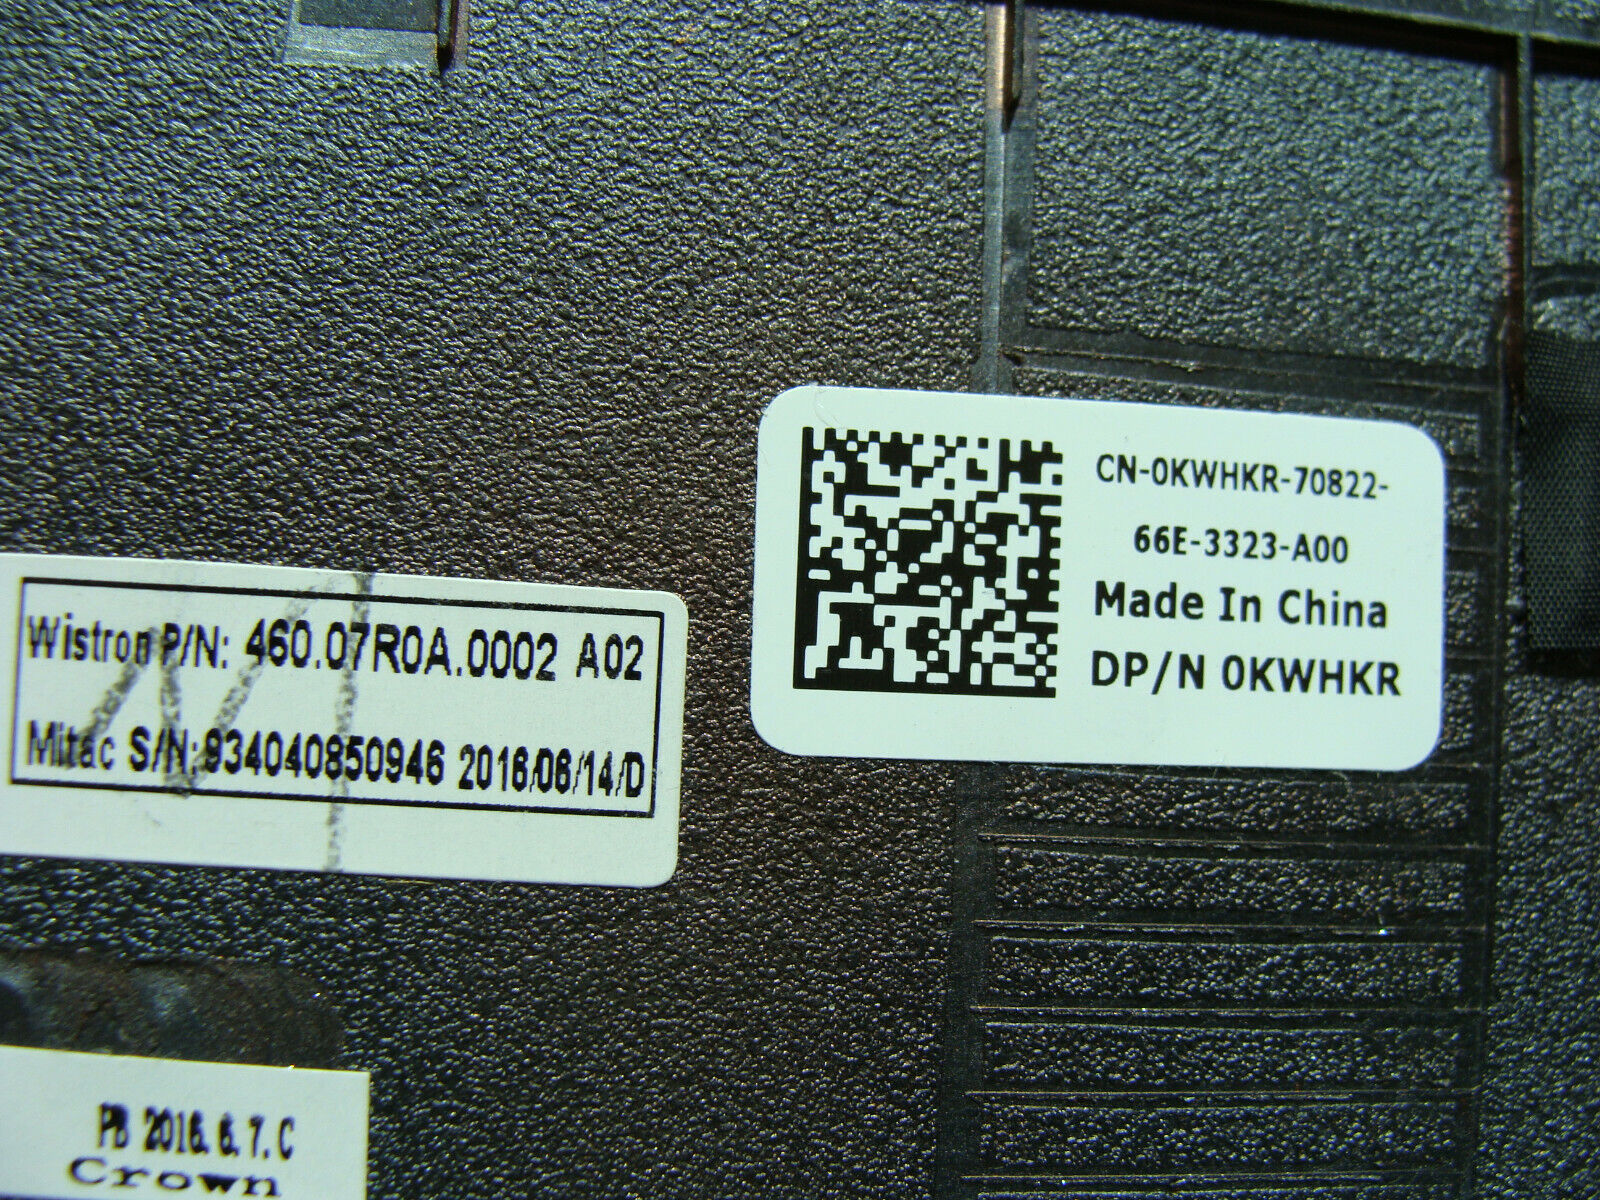 CN-0KWHKR-70822-
66E-3323-A00
Made In China
DP/N 0KWHKR
Wistron P/N: 460.07R0A.0002 A02
Mitac S/N:934040850946 2016/06/14/D
PB 2016.6.7.C
Crown